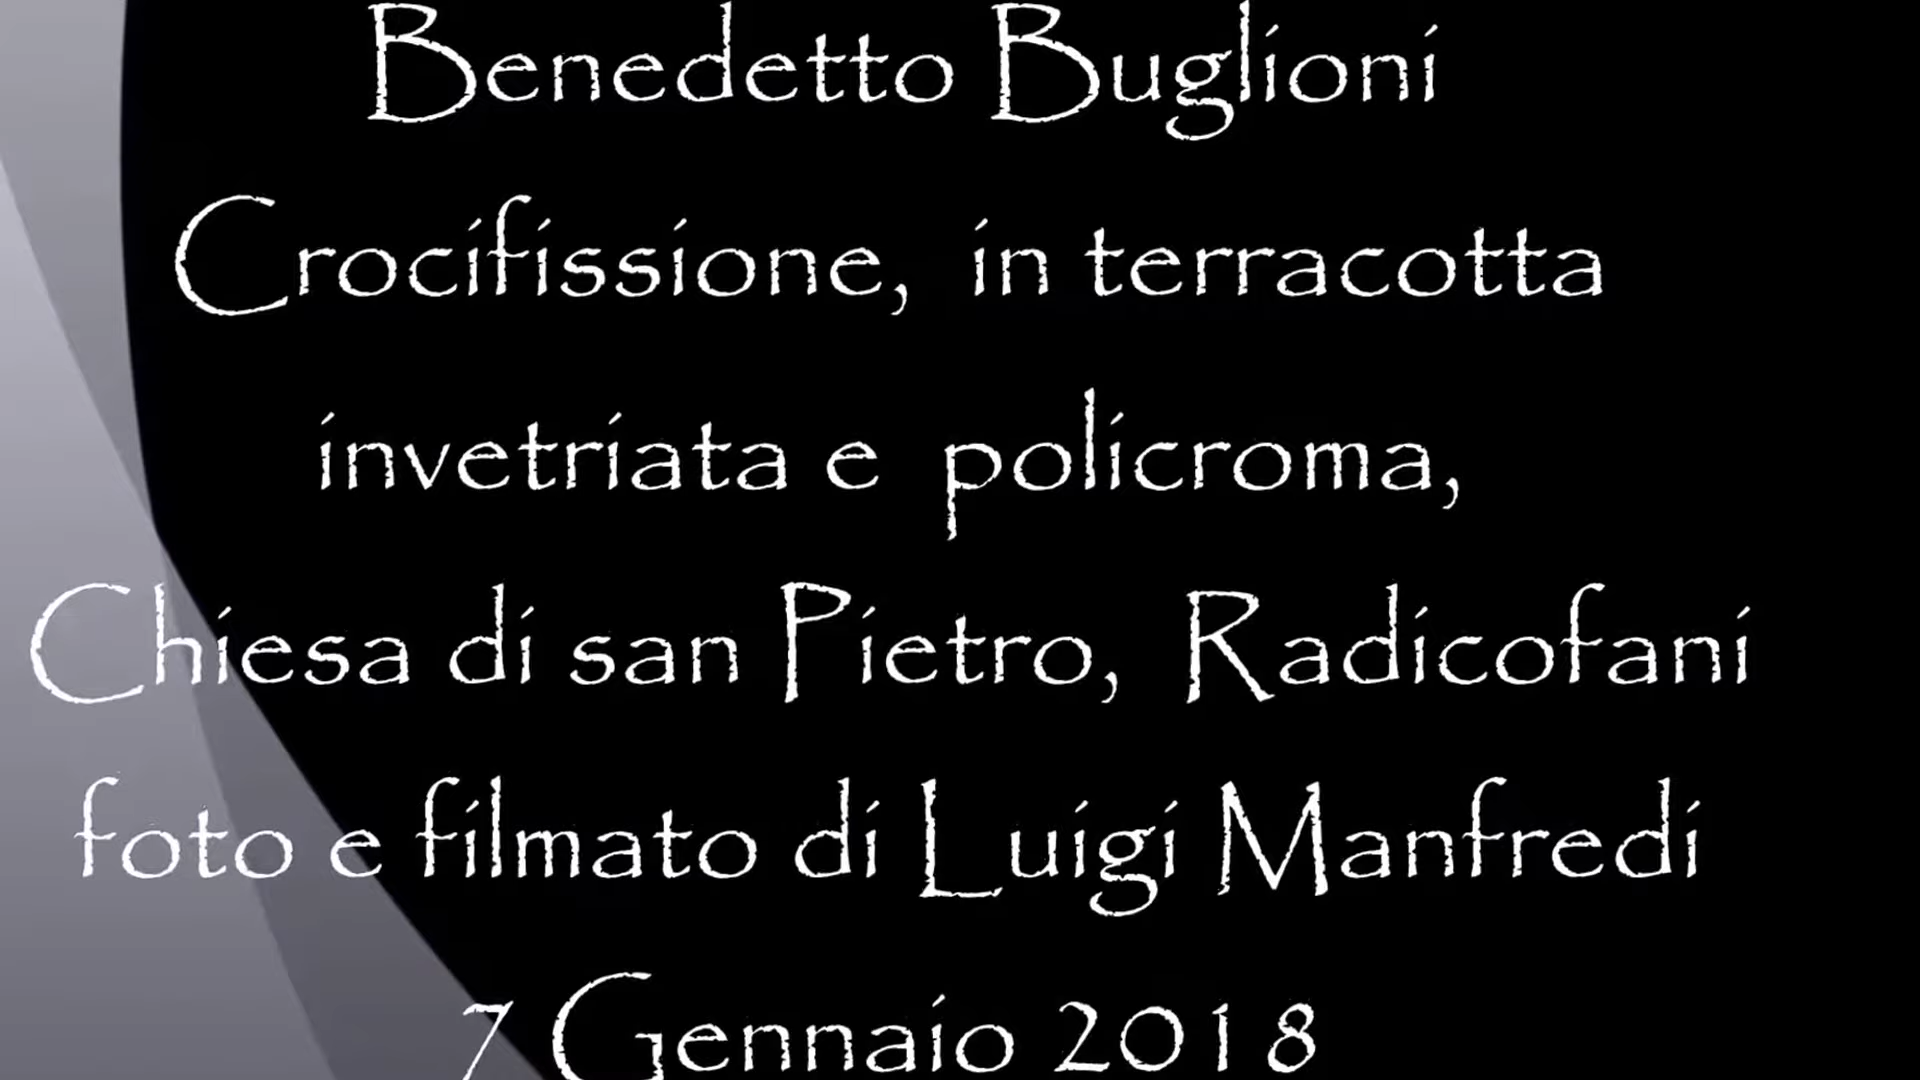 Benedetto Buglioni
Crocifissione, in terracotta
invetriata e policroma,
Chiesa di san Pietro, Radicofani
foto e filmato di Luigi Manfredi
7 Gennaio 2018